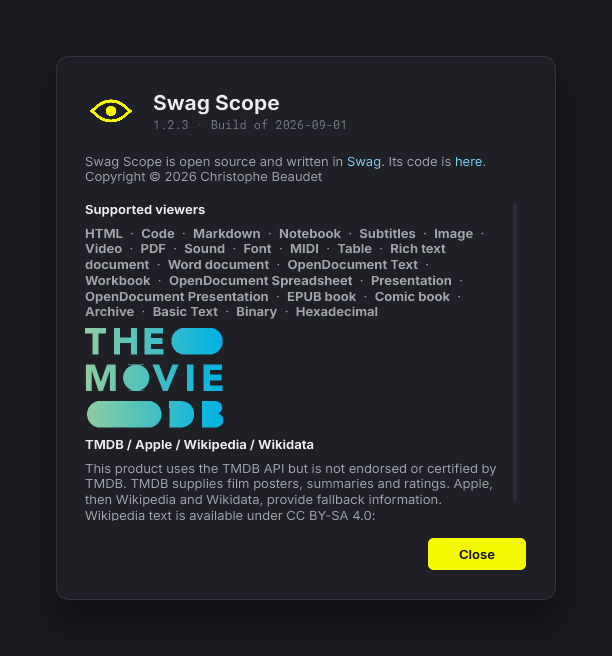 Swag Scope
1.2.3 · Build of 2026-09-01
Swag Scope is open source and written in Swag. Its code is here.
Copyright © 2026 Christophe Beaudet
Supported viewers
HTML · Code · Markdown · Notebook · Subtitles · Image ·
Video · PDF · Sound · Font · MIDI · Table · Rich text
document · Word document · OpenDocument Text ·
Workbook · OpenDocument Spreadsheet · Presentation ·
OpenDocument Presentation · EPUB book · Comic book ·
Archive · Basic Text · Binary · Hexadecimal
THE
MOVIE
DB
TMDB / Apple / Wikipedia / Wikidata
This product uses the TMDB API but is not endorsed or certified by
TMDB. TMDB supplies film posters, summaries and ratings. Apple,
then Wikipedia and Wikidata, provide fallback information.
Wikipedia text is available under CC BY-SA 4.0:
Close